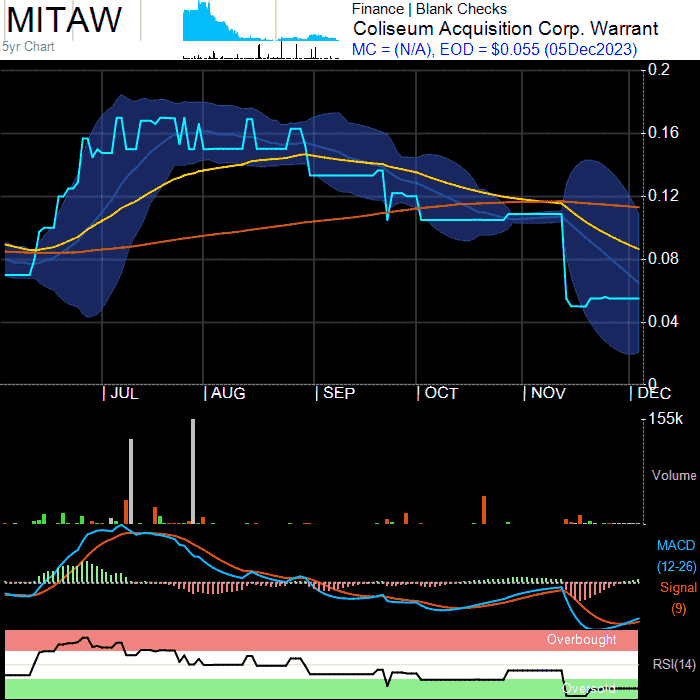 MITAW
5yr Chart
Finance | Blank Checks
Coliseum Acquisition Corp. Warrant
MC = (N/A), EOD = $0.055 (05Dec2023)
0.2
0.16
0.12
0.08
0.04
0
JUL AUG SEP OCT NOV DEC
155k
Volume
MACD
(12-26)
Signal
(9)
Overbought
RSI(14)
Oversold